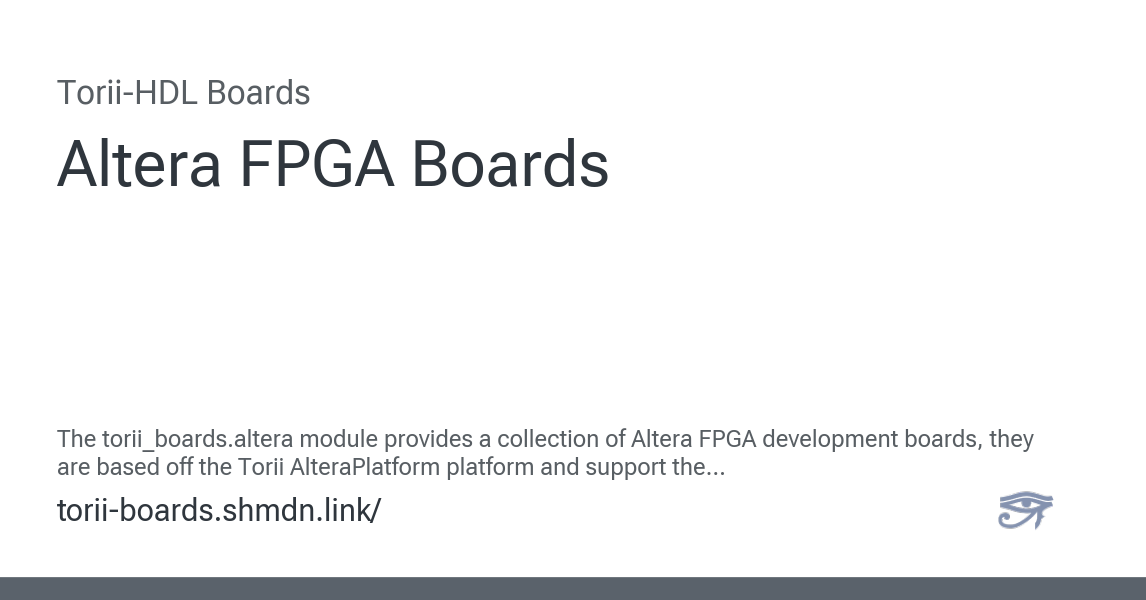 Torii-HDL Boards
Altera FPGA Boards
The torii_boards.altera module provides a collection of Altera FPGA development boards, they
are based off the Torii AlteraPlatform platform and support the...
torii-boards.shmdn.link/